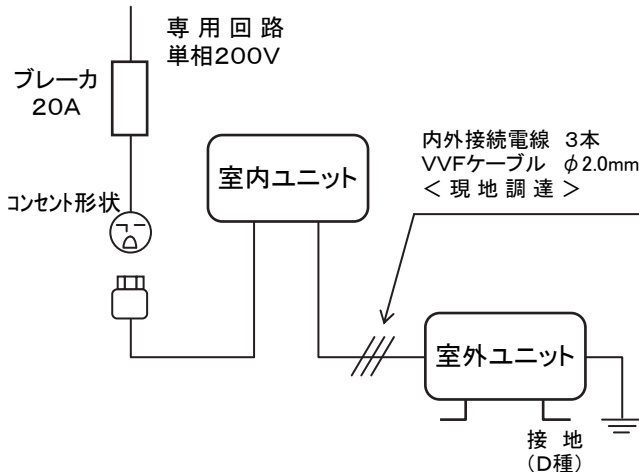 専用回路
単相200V
ブレーカ
20A
コンセント形状
室内ユニット
内外接続電線 3本
VVFケーブル φ2.0mm
＜現地調達＞
室外ユニット
接地
（D種）